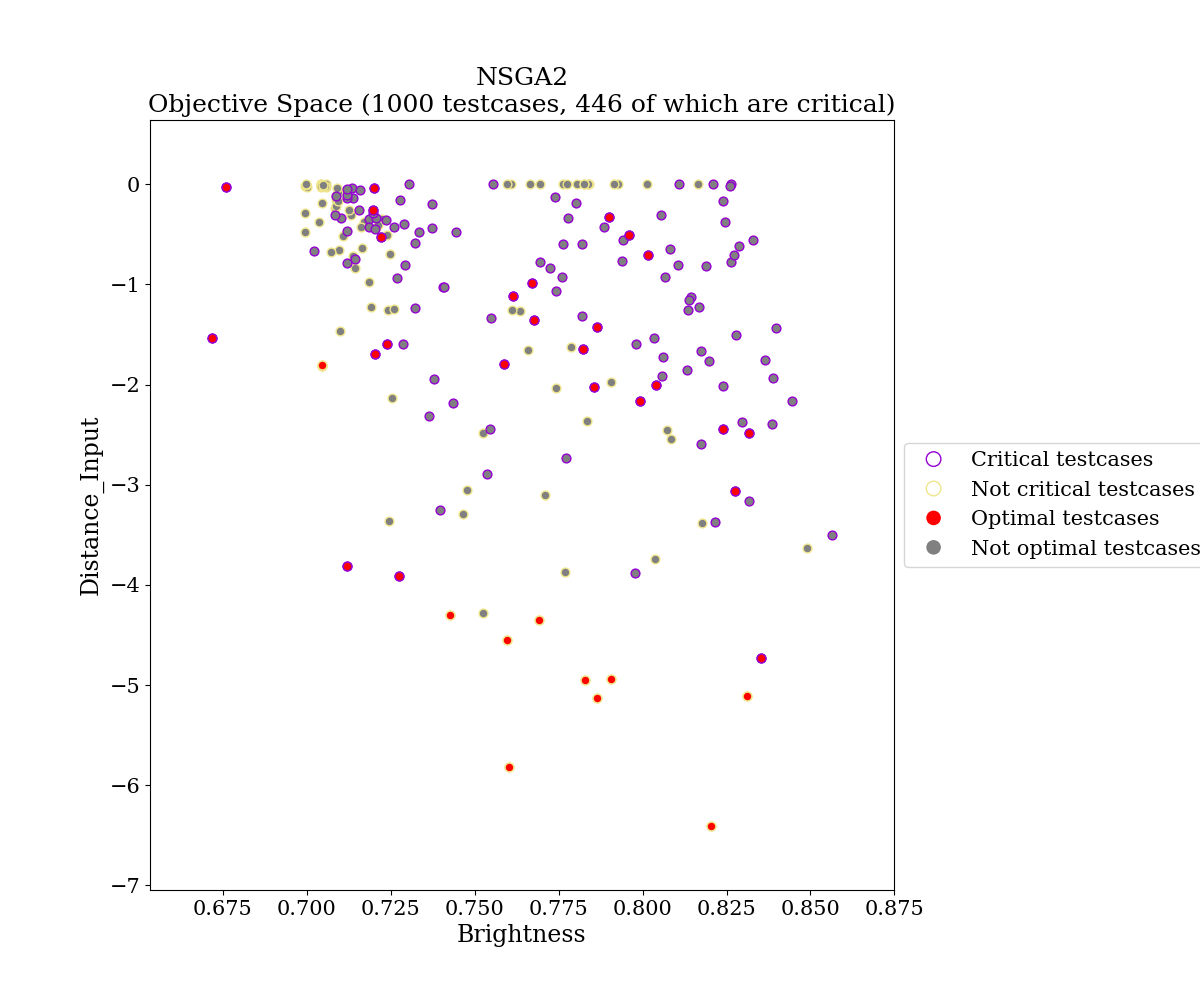 NSGA2
Objective Space (1000 testcases, 446 of which are critical)
0
−1
−2
−3
−4
−5
−6
−7
Distance_Input
0.675 0.700 0.725 0.750 0.775 0.800 0.825 0.850 0.875
Brightness
Critical testcases
Not critical testcases
Optimal testcases
Not optimal testcases